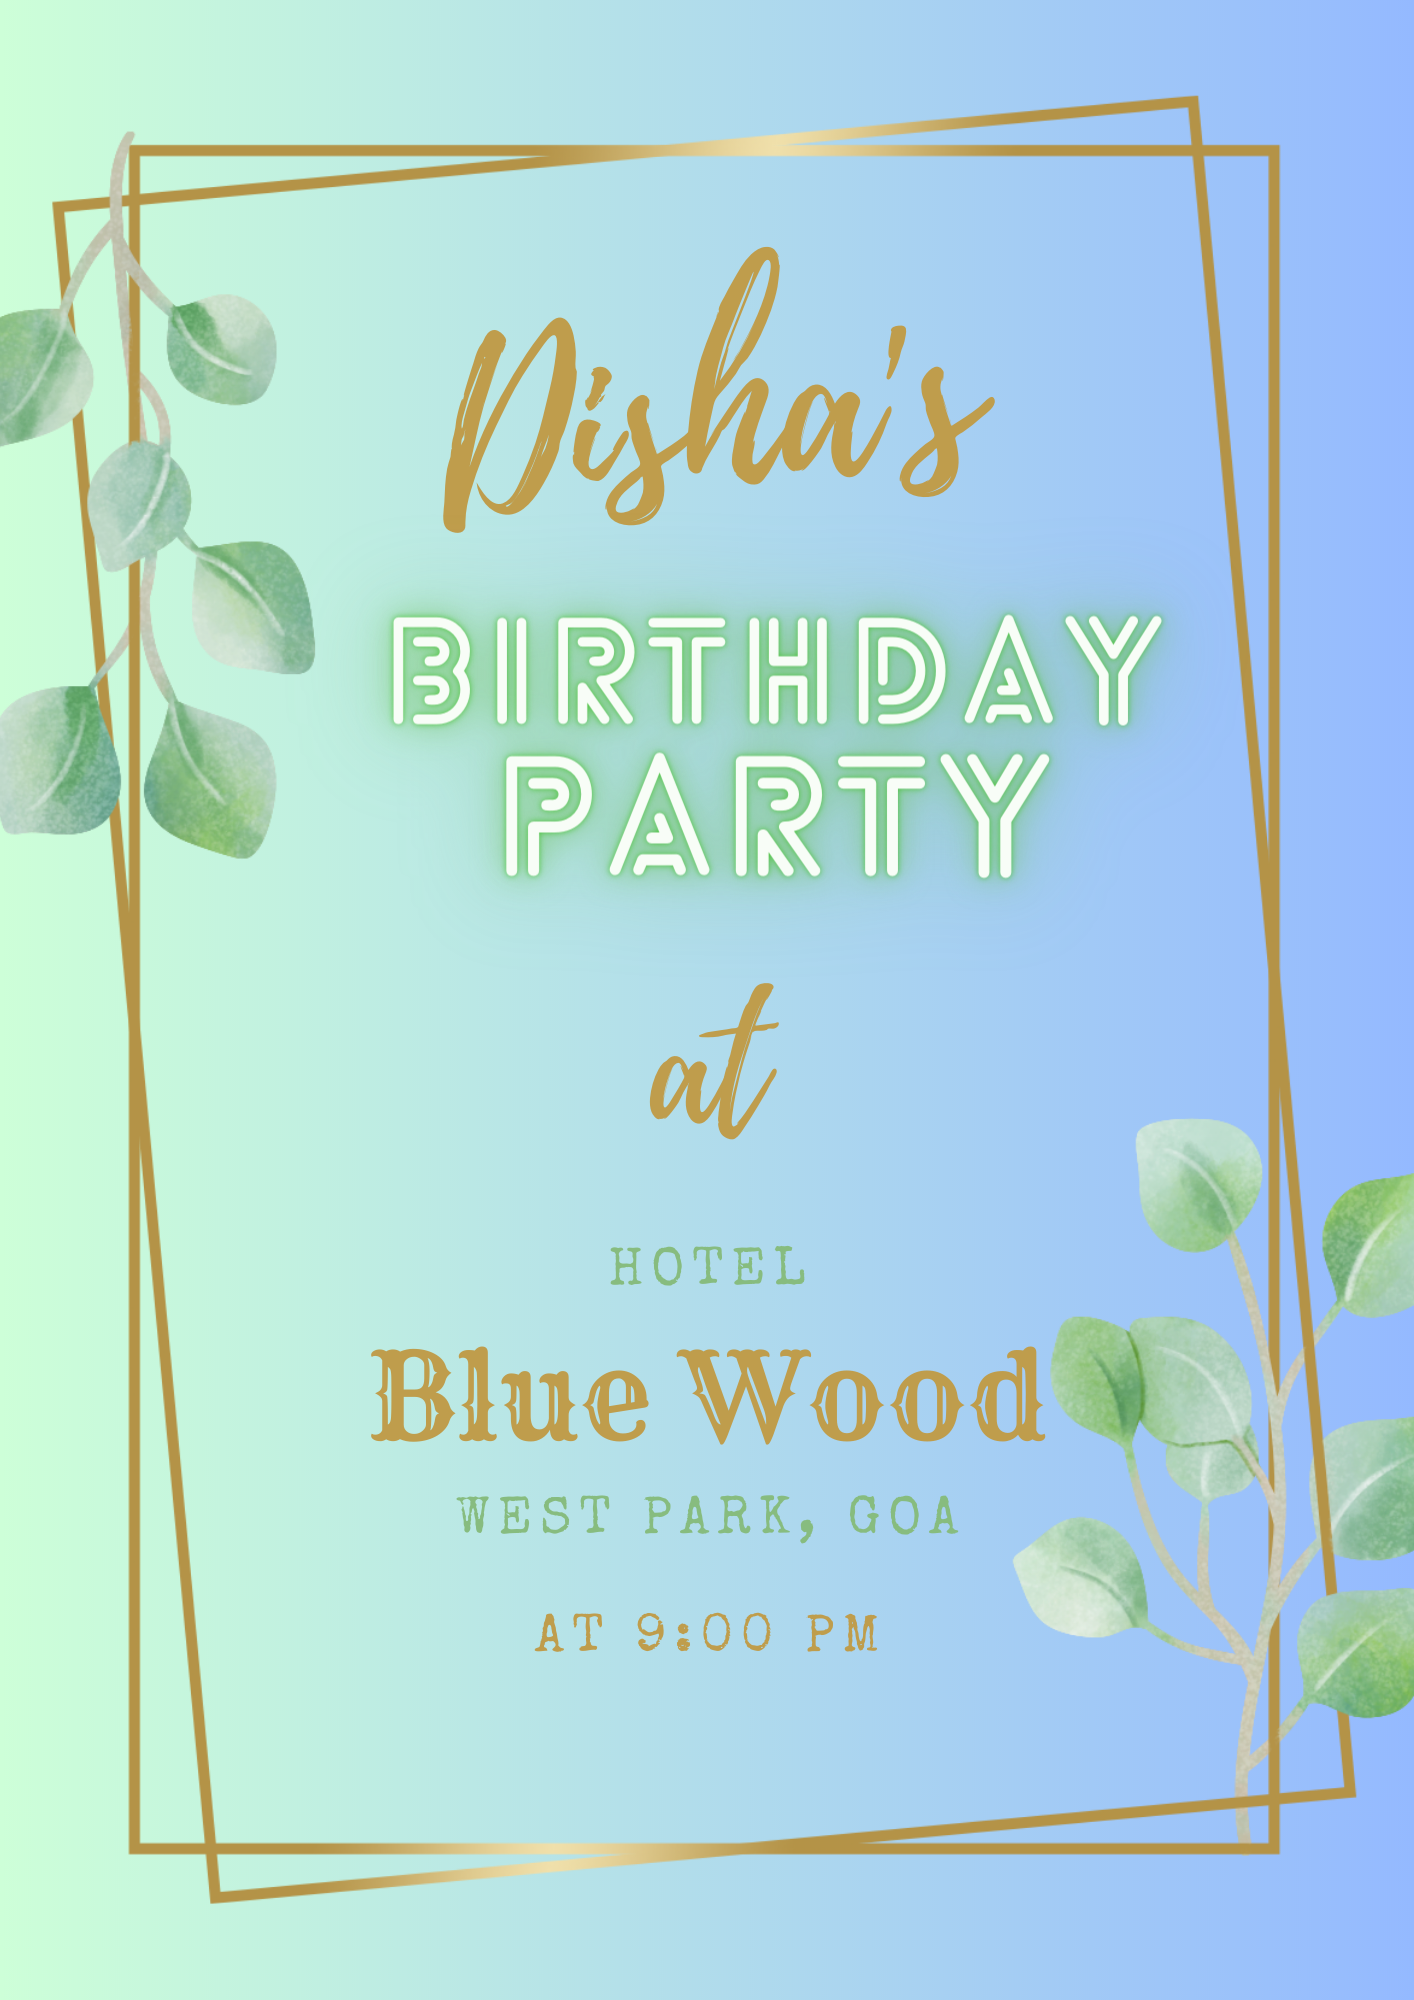 Disha's
BIRTHDAY
PARTY
at
HOTEL
Blue Wood
WEST PARK, GOA
AT 9:00 PM